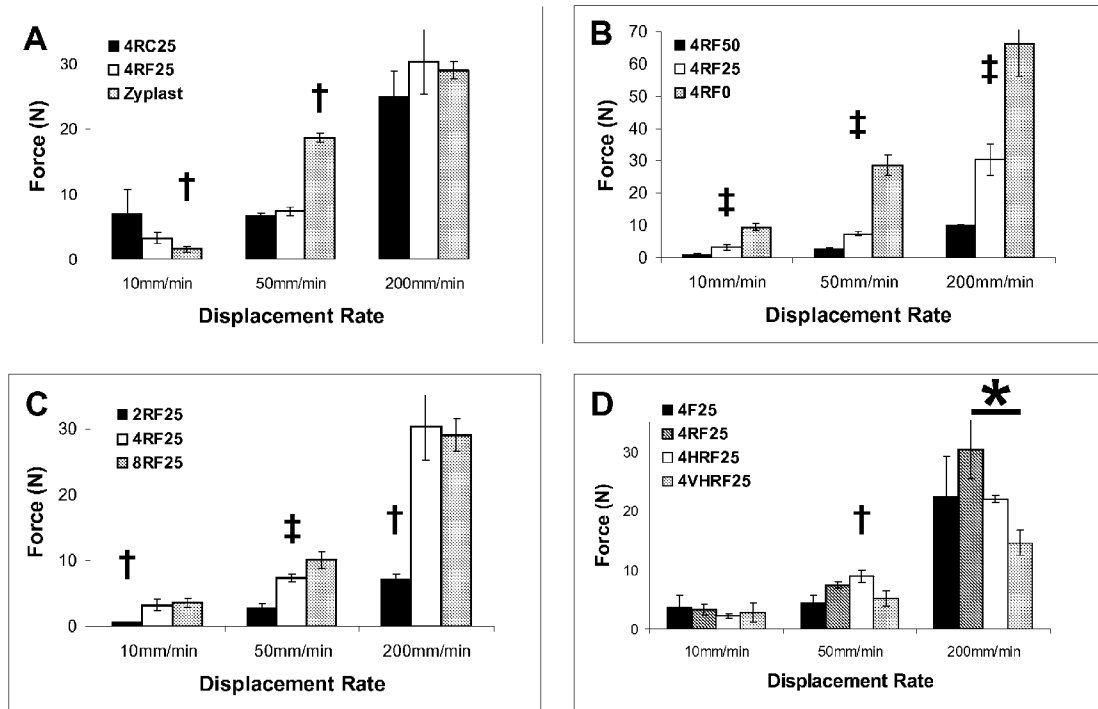 A
4RC25
4RF25
Zyplast
†
†
30
20
10
0
Force (N)
10mm/min 50mm/min 200mm/min
Displacement Rate
B
4RF50
4RF25
4RF0
‡
‡
‡
70
60
50
40
30
20
10
0
Force (N)
10mm/min 50mm/min 200mm/min
Displacement Rate
C
2RF25
4RF25
8RF25
†
‡
†
30
20
10
0
Force (N)
10mm/min 50mm/min 200mm/min
Displacement Rate
D
4F25
4RF25
4HRF25
4VHRF25
†
*
30
20
10
0
Force (N)
10mm/min 50mm/min 200mm/min
Displacement Rate